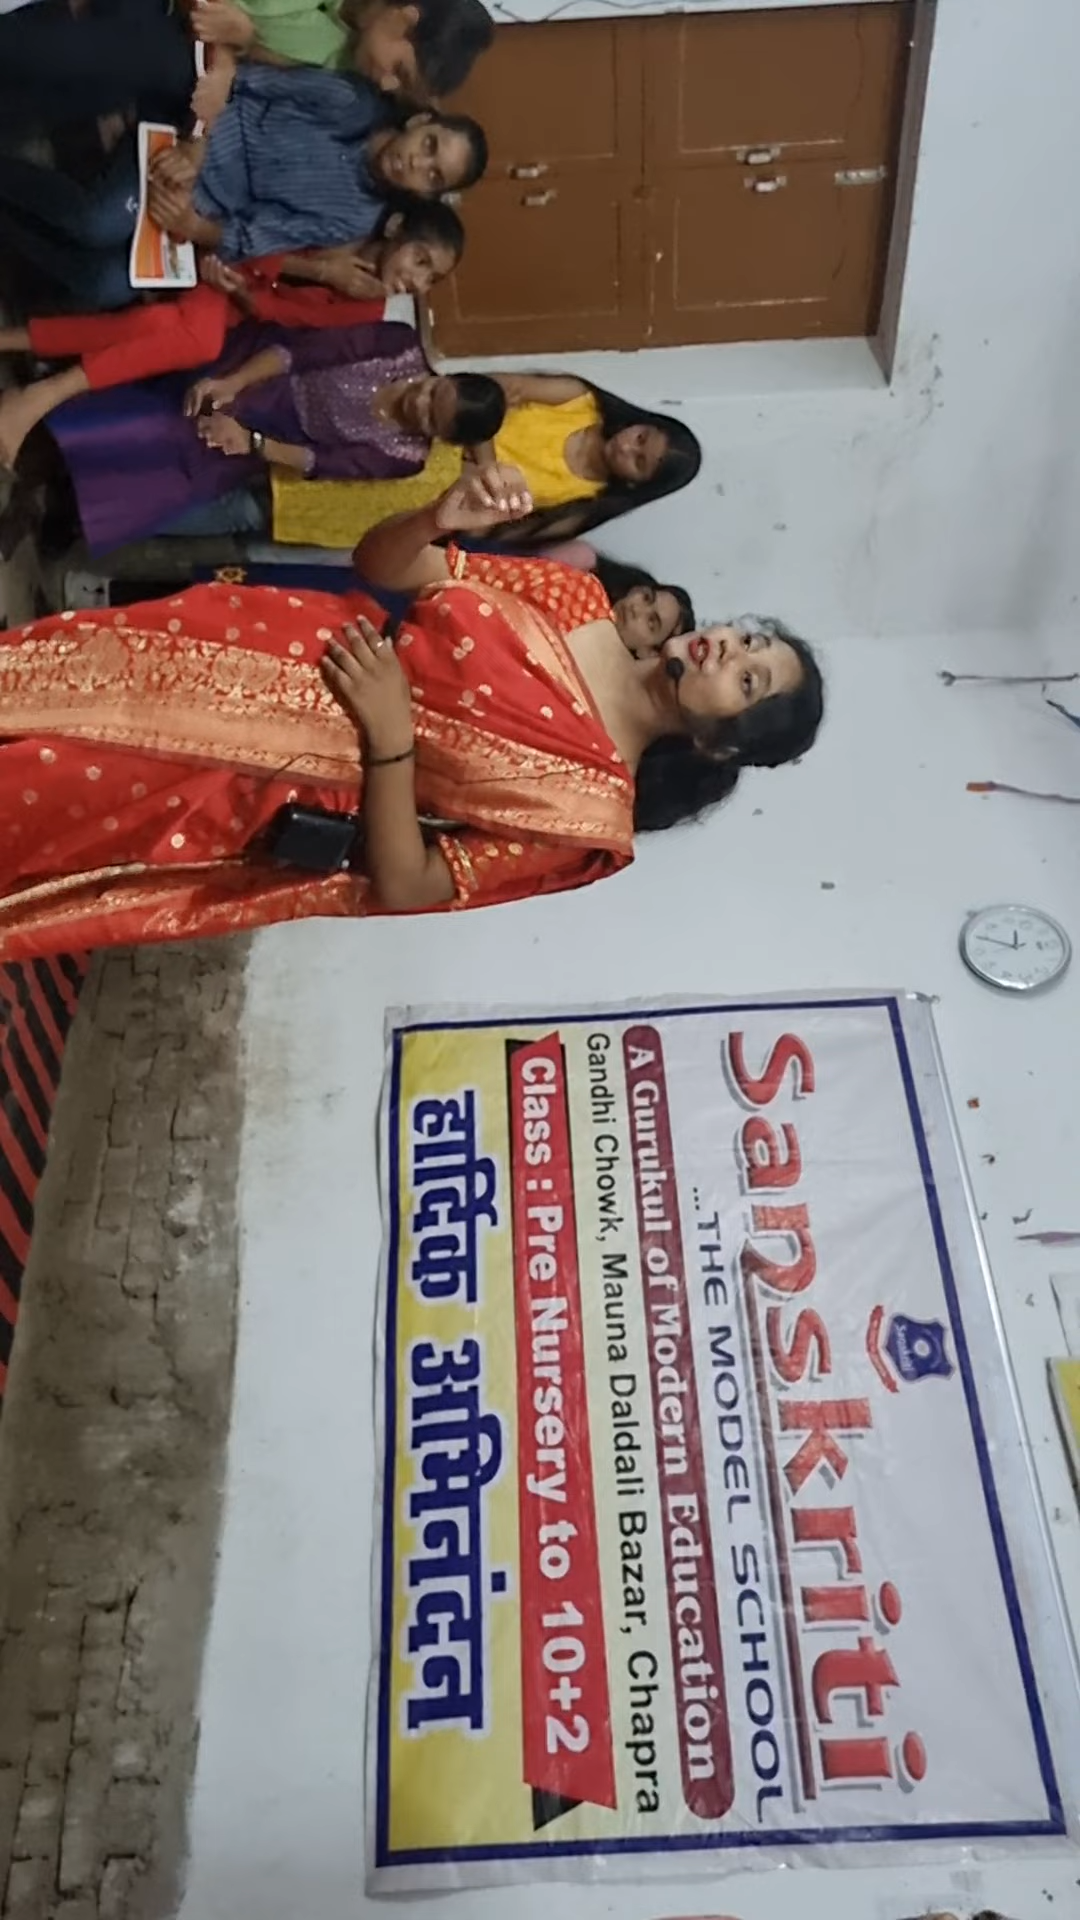 Sanskriti
Sanskriti
...THE MODEL SCHOOL
A Gurukul of Modern Education
Gandhi Chowk, Mauna Daldali Bazar, Chapra
Class : Pre Nursery to 10+2
हार्दिक अभिनंदन